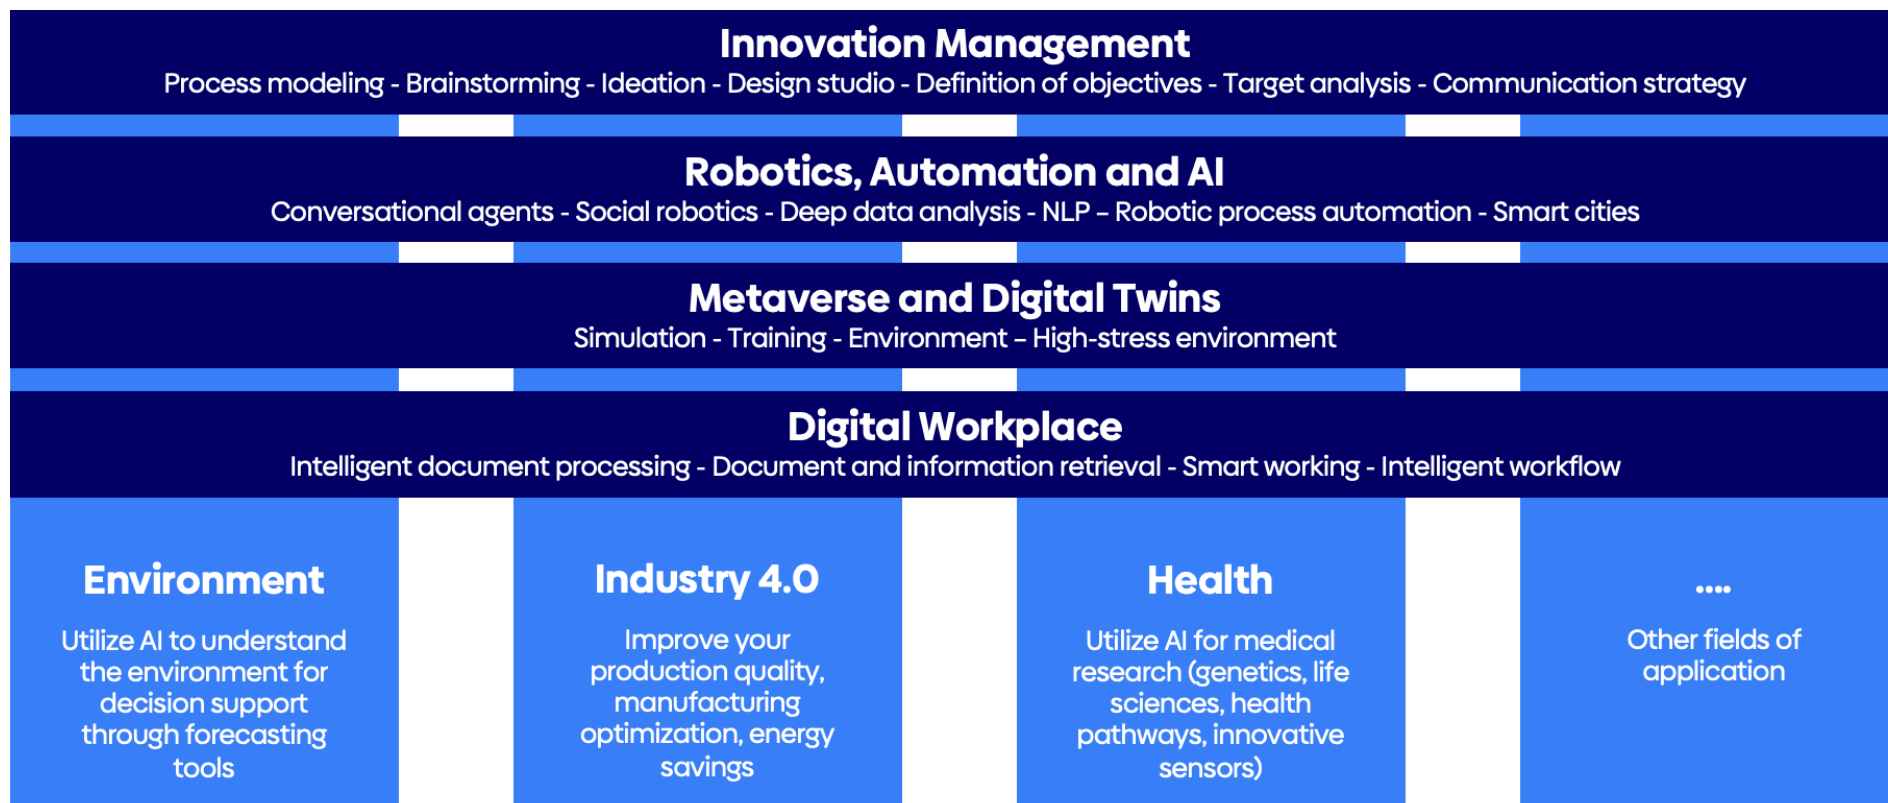 Innovation Management
Process modeling - Brainstorming - Ideation - Design studio - Definition of objectives - Target analysis - Communication strategy
Robotics, Automation and AI
Conversational agents - Social robotics - Deep data analysis - NLP – Robotic process automation - Smart cities
Metaverse and Digital Twins
Simulation - Training - Environment – High-stress environment
Digital Workplace
Intelligent document processing - Document and information retrieval - Smart working - Intelligent workflow
Environment
Utilize AI to understand
the environment for
decision support
through forecasting
tools
Industry 4.0
Improve your
production quality,
manufacturing
optimization, energy
savings
Health
Utilize AI for medical
research (genetics, life
sciences, health
pathways, innovative
sensors)
....
Other fields of
application